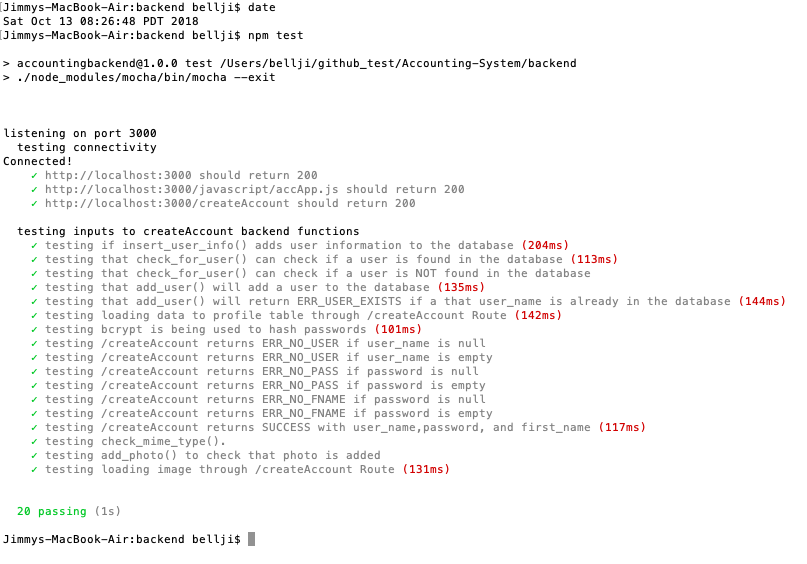 Jimmys-MacBook-Air:backend bellji$ date
Sat Oct 13 08:26:48 PDT 2018
Jimmys-MacBook-Air:backend bellji$ npm test
> accountingbackend@1.0.0 test /Users/bellji/github_test/Accounting-System/backend
> ./node_modules/mocha/bin/mocha --exit
listening on port 3000
testing connectivity
Connected!
✓ http://localhost:3000 should return 200
✓ http://localhost:3000/javascript/accApp.js should return 200
✓ http://localhost:3000/createAccount should return 200
testing inputs to createAccount backend functions
✓ testing if insert_user_info() adds user information to the database (204ms)
✓ testing that check_for_user() can check if a user is found in the database (113ms)
✓ testing that check_for_user() can check if a user is NOT found in the database
✓ testing that add_user() will add a user to the database (135ms)
✓ testing that add_user() will return ERR_USER_EXISTS if a that user_name is already in the database (144ms)
✓ testing loading data to profile table through /createAccount Route (142ms)
✓ testing bcrypt is being used to hash passwords (101ms)
✓ testing /createAccount returns ERR_NO_USER if user_name is null
✓ testing /createAccount returns ERR_NO_USER if user_name is empty
✓ testing /createAccount returns ERR_NO_PASS if password is null
✓ testing /createAccount returns ERR_NO_PASS if password is empty
✓ testing /createAccount returns ERR_NO_FNAME if password is null
✓ testing /createAccount returns ERR_NO_FNAME if password is empty
✓ testing /createAccount returns SUCCESS with user_name,password, and first_name (117ms)
✓ testing check_mime_type().
✓ testing add_photo() to check that photo is added
✓ testing loading image through /createAccount Route (131ms)
20 passing (1s)
Jimmys-MacBook-Air:backend bellji$